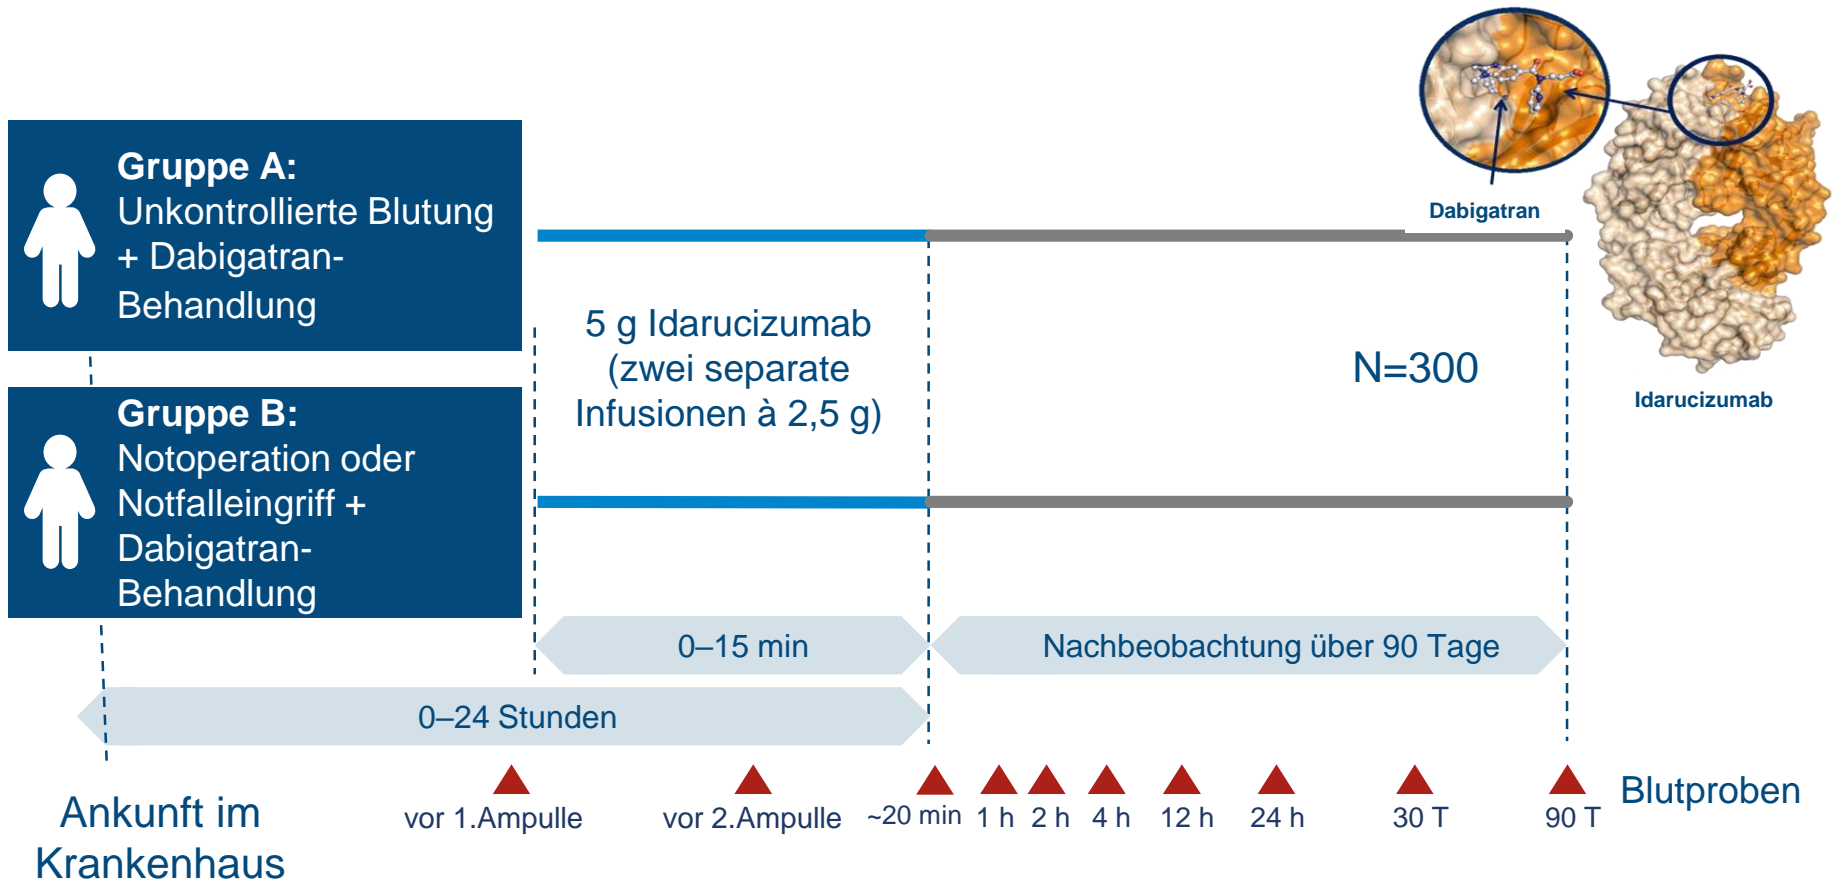 Gruppe A:
Unkontrollierte Blutung
+ Dabigatran-
Behandlung
Gruppe B:
Notoperation oder
Notfalleingriff +
Dabigatran-
Behandlung
5 g Idarucizumab
(zwei separate
Infusionen à 2,5 g)
N=300
Dabigatran
Idarucizumab
0–15 min
Nachbeobachtung über 90 Tage
0–24 Stunden
Ankunft im
Krankenhaus
vor 1.Ampulle
vor 2.Ampulle
~20 min
1 h
2 h
4 h
12 h
24 h
30 T
90 T
Blutproben